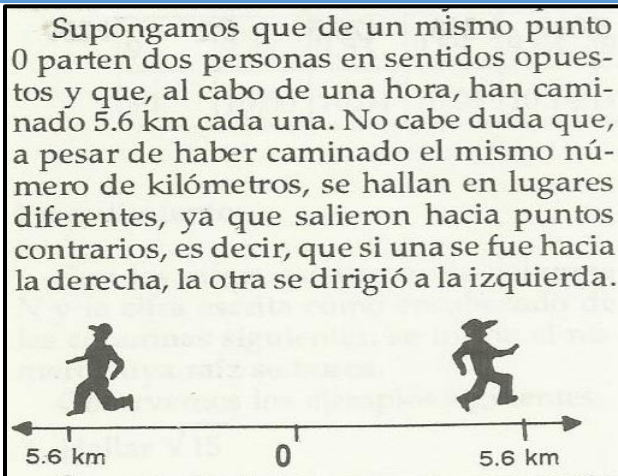 Supongamos que de un mismo punto
0 parten dos personas en sentidos opues-
tos y que, al cabo de una hora, han cami-
nado 5.6 km cada una. No cabe duda que,
a pesar de haber caminado el mismo nú-
mero de kilómetros, se hallan en lugares
diferentes, ya que salieron hacia puntos
contrarios, es decir, que si una se fue hacia
la derecha, la otra se dirigió a la izquierda.
5.6 km 0 5.6 km